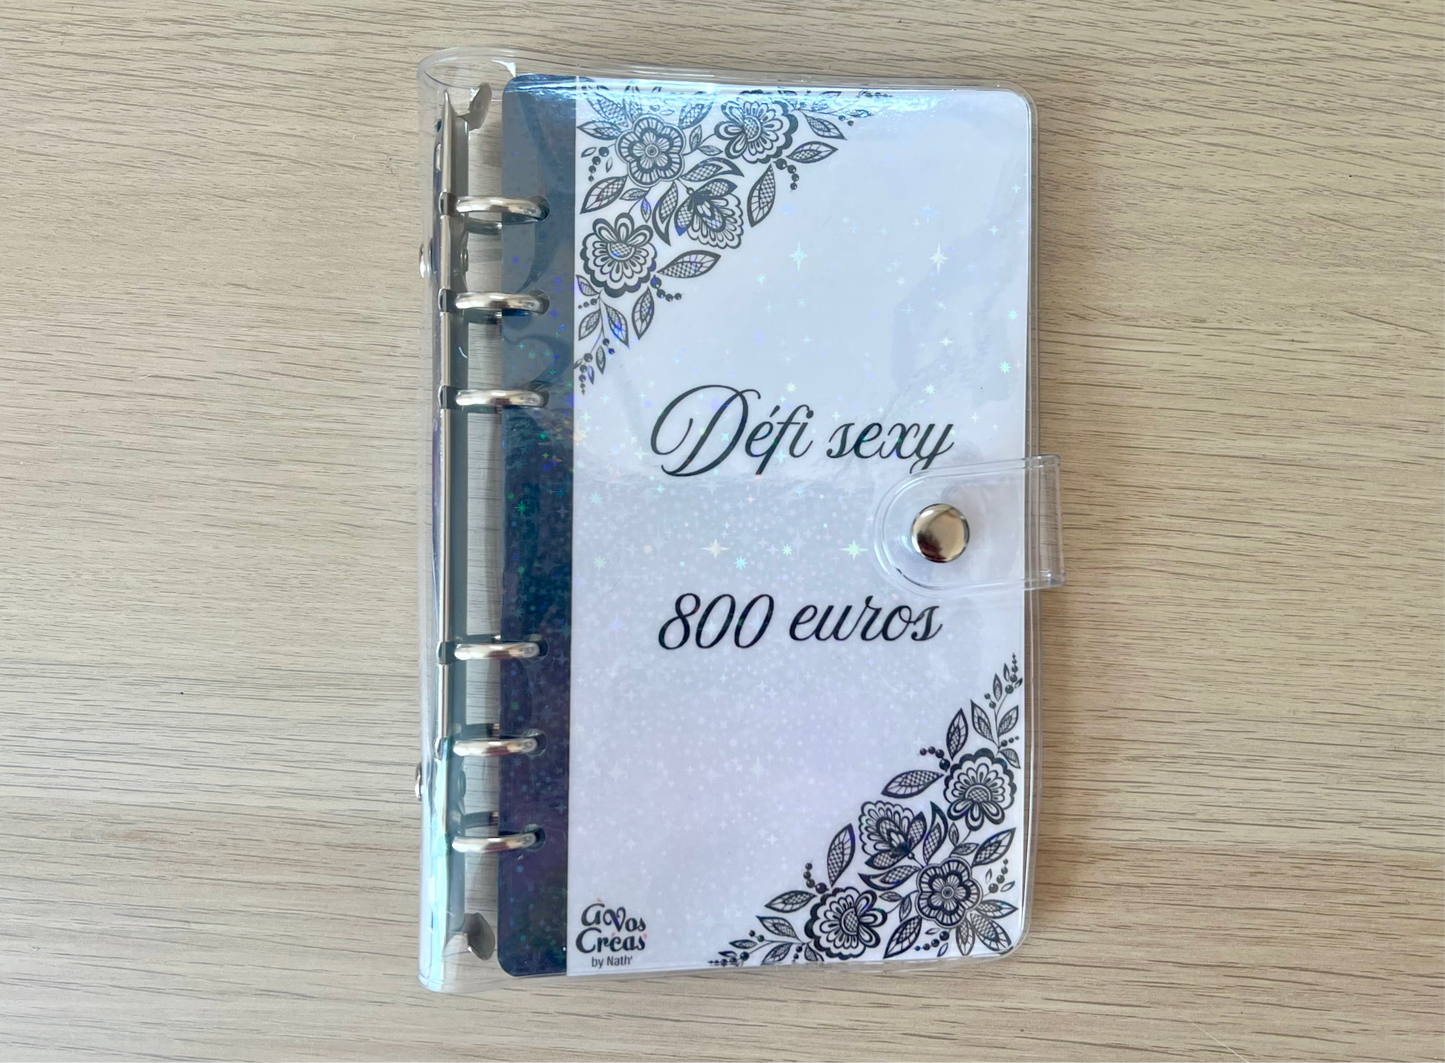 Défi sexy
800 euros
à Vos
Créas
by Nath'